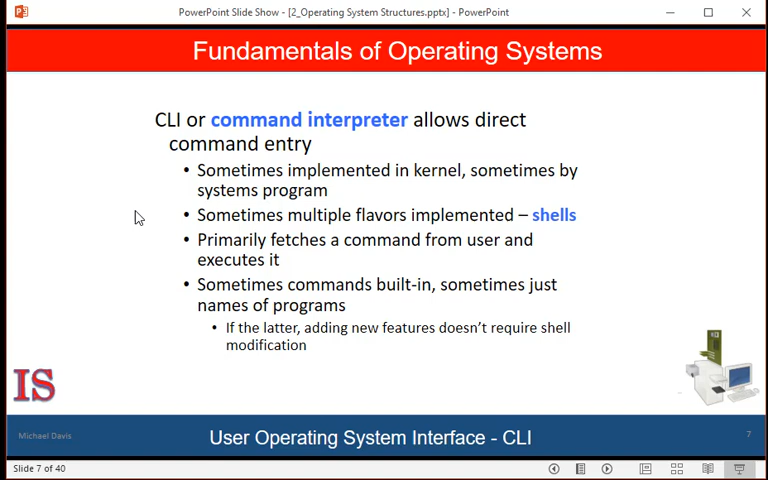 PowerPoint Slide Show - [2_Operating System Structures.pptx] - PowerPoint
Fundamentals of Operating Systems
CLI or command interpreter allows direct
command entry
• Sometimes implemented in kernel, sometimes by
systems program
• Sometimes multiple flavors implemented – shells
• Primarily fetches a command from user and
executes it
• Sometimes commands built-in, sometimes just
names of programs
• If the latter, adding new features doesn't require shell
modification
IS
Michael Davis
User Operating System Interface - CLI
7
Slide 7 of 40